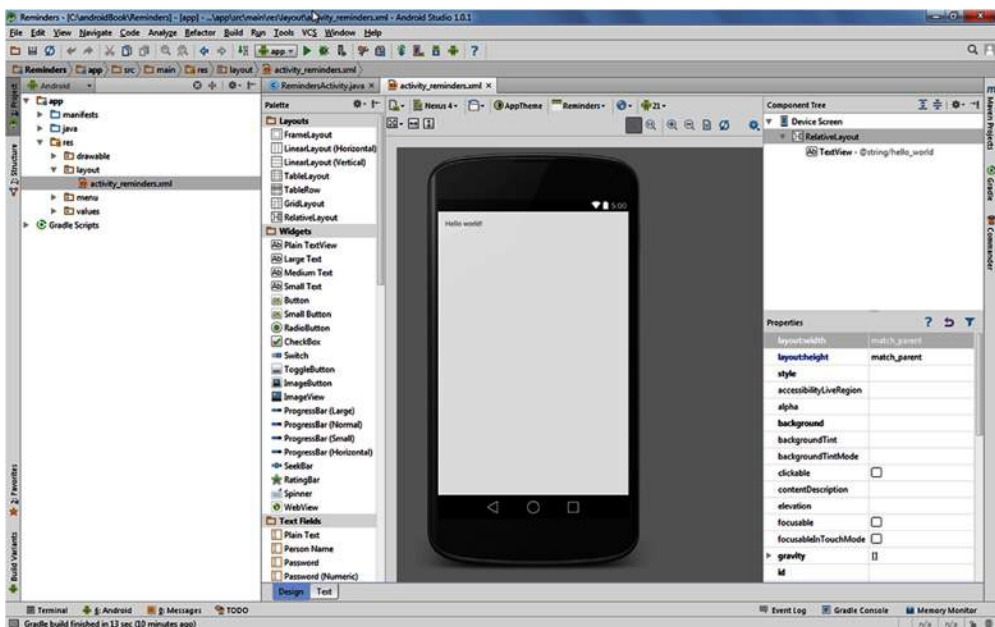 Reminders - [C:\androidBook\Reminders] - [app] - ...\app\src\main\res\layout\activity_reminders.xml - Android Studio 1.0.1
File Edit View Navigate Code Analyze Refactor Build Run Tools VCS Window Help
app
Reminders app src main res layout activity_reminders.xml
Android
RemindersActivity.java
activity_reminders.xml
1: Project
7: Structure
2: Favorites
Build Variants
app
manifests
java
res
drawable
layout
activity_reminders.xml
menu
values
Gradle Scripts
Palette
Layouts
FrameLayout
LinearLayout (Horizontal)
LinearLayout (Vertical)
TableLayout
TableRow
GridLayout
RelativeLayout
Widgets
Plain TextView
Large Text
Medium Text
Small Text
Button
Small Button
RadioButton
CheckBox
Switch
ToggleButton
ImageButton
ImageView
ProgressBar (Large)
ProgressBar (Normal)
ProgressBar (Small)
ProgressBar (Horizontal)
SeekBar
RatingBar
Spinner
WebView
Text Fields
Plain Text
Person Name
Password
Password (Numeric)
Design Text
Nexus 4 AppTheme Reminders 21
5:00
Hello world!
Component Tree
Device Screen
RelativeLayout
TextView - @string/hello_world
Properties
layout:width match_parent
layout:height match_parent
style
accessibilityLiveRegion
alpha
background
backgroundTint
backgroundTintMode
clickable
contentDescription
elevation
focusable
focusableInTouchMode
gravity []
id
Maven Projects
Gradle
Commander
Terminal 6: Android 0: Messages TODO
Event Log Gradle Console Memory Monitor
Gradle build finished in 13 sec (10 minutes ago)
n/a n/a